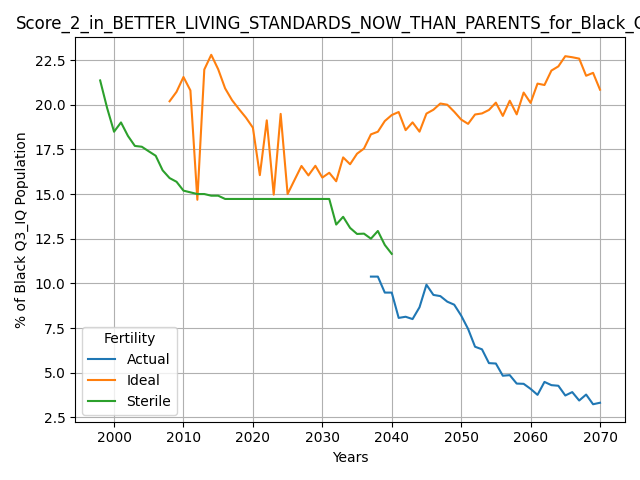 Score_2_in_BETTER_LIVING_STANDARDS_NOW_THAN_PARENTS_for_Black_
% of Black Q3_IQ Population
22.5
20.0
17.5
15.0
12.5
10.0
7.5
5.0
2.5
Fertility
Actual
Ideal
Sterile
2000 2010 2020 2030 2040 2050 2060 2070
Years